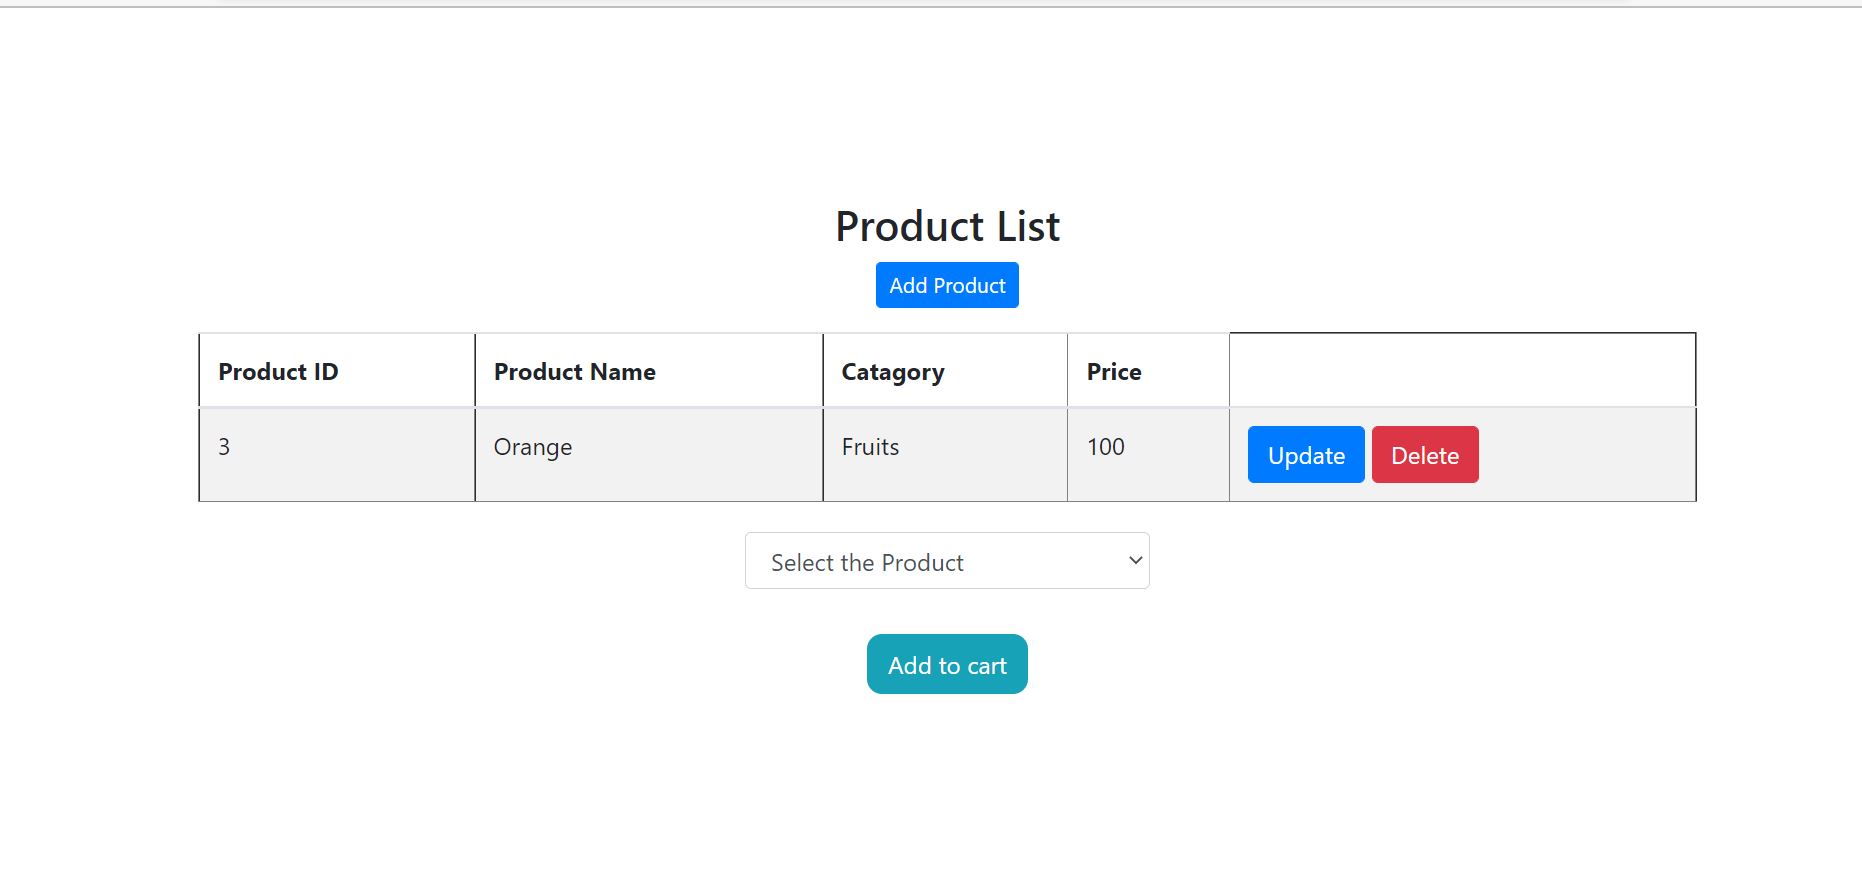 Product List
Add Product
Product ID Product Name Catagory Price
3 Orange Fruits 100 Update Delete
Select the Product
Add to cart